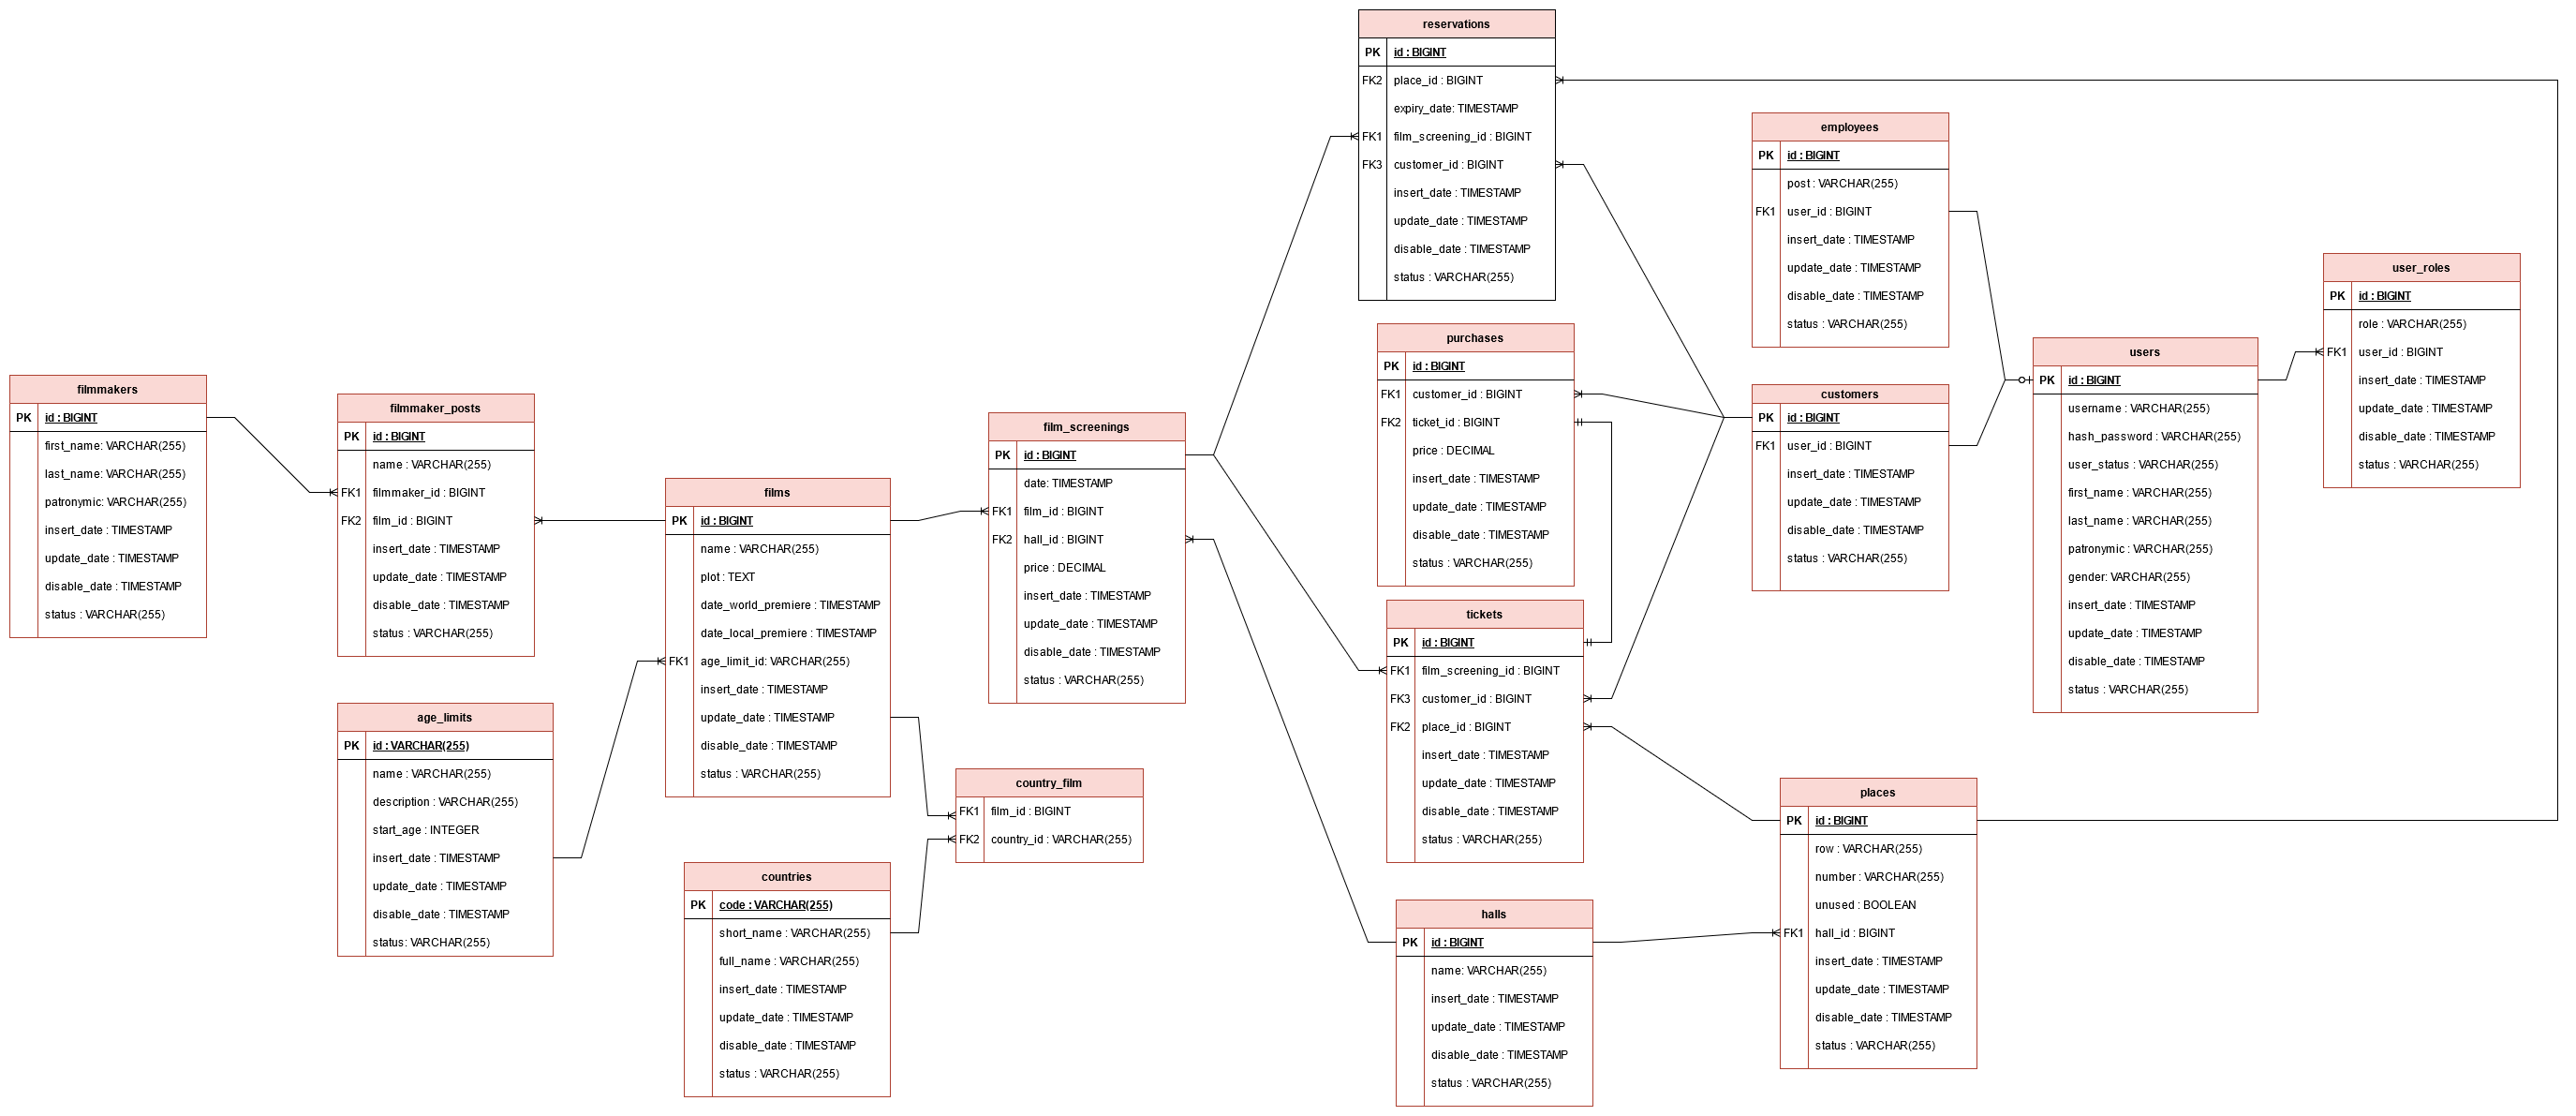 reservations
PK id : BIGINT
FK2 place_id : BIGINT
expiry_date: TIMESTAMP
FK1 film_screening_id : BIGINT
FK3 customer_id : BIGINT
insert_date : TIMESTAMP
update_date : TIMESTAMP
disable_date : TIMESTAMP
status : VARCHAR(255)
employees
PK id : BIGINT
post : VARCHAR(255)
FK1 user_id : BIGINT
insert_date : TIMESTAMP
update_date : TIMESTAMP
disable_date : TIMESTAMP
status : VARCHAR(255)
user_roles
PK id : BIGINT
role : VARCHAR(255)
FK1 user_id : BIGINT
insert_date : TIMESTAMP
update_date : TIMESTAMP
disable_date : TIMESTAMP
status : VARCHAR(255)
purchases
PK id : BIGINT
FK1 customer_id : BIGINT
FK2 ticket_id : BIGINT
price : DECIMAL
insert_date : TIMESTAMP
update_date : TIMESTAMP
disable_date : TIMESTAMP
status : VARCHAR(255)
users
PK id : BIGINT
username : VARCHAR(255)
hash_password : VARCHAR(255)
user_status : VARCHAR(255)
first_name : VARCHAR(255)
last_name : VARCHAR(255)
patronymic : VARCHAR(255)
gender: VARCHAR(255)
insert_date : TIMESTAMP
update_date : TIMESTAMP
disable_date : TIMESTAMP
status : VARCHAR(255)
filmmakers
PK id : BIGINT
first_name: VARCHAR(255)
last_name: VARCHAR(255)
patronymic: VARCHAR(255)
insert_date : TIMESTAMP
update_date : TIMESTAMP
disable_date : TIMESTAMP
status : VARCHAR(255)
filmmaker_posts
PK id : BIGINT
name : VARCHAR(255)
FK1 filmmaker_id : BIGINT
FK2 film_id : BIGINT
insert_date : TIMESTAMP
update_date : TIMESTAMP
disable_date : TIMESTAMP
status : VARCHAR(255)
customers
PK id : BIGINT
FK1 user_id : BIGINT
insert_date : TIMESTAMP
update_date : TIMESTAMP
disable_date : TIMESTAMP
status : VARCHAR(255)
film_screenings
PK id : BIGINT
date: TIMESTAMP
FK1 film_id : BIGINT
FK2 hall_id : BIGINT
price : DECIMAL
insert_date : TIMESTAMP
update_date : TIMESTAMP
disable_date : TIMESTAMP
status : VARCHAR(255)
films
PK id : BIGINT
name : VARCHAR(255)
plot : TEXT
date_world_premiere : TIMESTAMP
date_local_premiere : TIMESTAMP
FK1 age_limit_id: VARCHAR(255)
insert_date : TIMESTAMP
update_date : TIMESTAMP
disable_date : TIMESTAMP
status : VARCHAR(255)
tickets
PK id : BIGINT
FK1 film_screening_id : BIGINT
FK3 customer_id : BIGINT
FK2 place_id : BIGINT
insert_date : TIMESTAMP
update_date : TIMESTAMP
disable_date : TIMESTAMP
status : VARCHAR(255)
age_limits
PK id : VARCHAR(255)
name : VARCHAR(255)
description : VARCHAR(255)
start_age : INTEGER
insert_date : TIMESTAMP
update_date : TIMESTAMP
disable_date : TIMESTAMP
status: VARCHAR(255)
country_film
FK1 film_id : BIGINT
FK2 country_id : VARCHAR(255)
places
PK id : BIGINT
row : VARCHAR(255)
number : VARCHAR(255)
unused : BOOLEAN
FK1 hall_id : BIGINT
insert_date : TIMESTAMP
update_date : TIMESTAMP
disable_date : TIMESTAMP
status : VARCHAR(255)
countries
PK code : VARCHAR(255)
short_name : VARCHAR(255)
full_name : VARCHAR(255)
insert_date : TIMESTAMP
update_date : TIMESTAMP
disable_date : TIMESTAMP
status : VARCHAR(255)
halls
PK id : BIGINT
name: VARCHAR(255)
insert_date : TIMESTAMP
update_date : TIMESTAMP
disable_date : TIMESTAMP
status : VARCHAR(255)